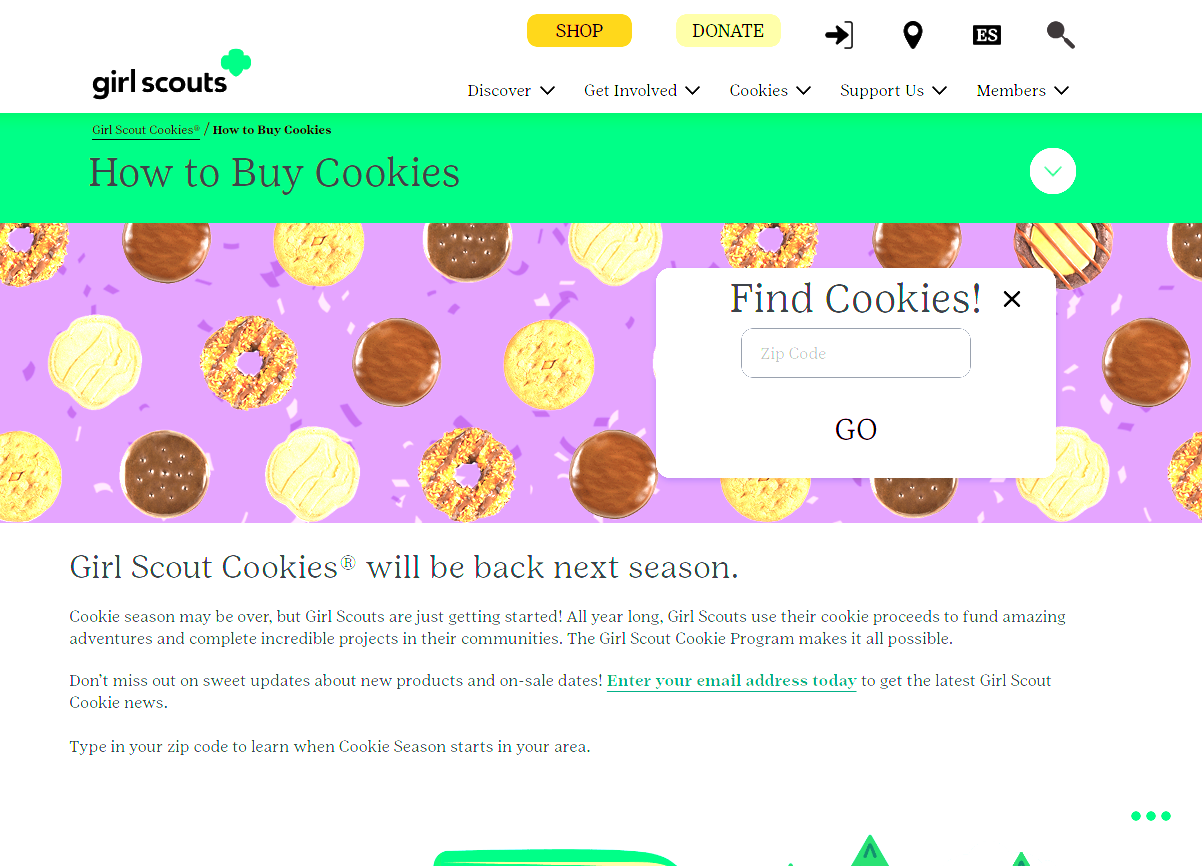 SHOP
DONATE
ES
girl scouts
Discover
Get Involved
Cookies
Support Us
Members
Girl Scout Cookies® / How to Buy Cookies
How to Buy Cookies
Find Cookies!
Zip Code
GO
Girl Scout Cookies® will be back next season.
Cookie season may be over, but Girl Scouts are just getting started! All year long, Girl Scouts use their cookie proceeds to fund amazing
adventures and complete incredible projects in their communities. The Girl Scout Cookie Program makes it all possible.
Don't miss out on sweet updates about new products and on-sale dates! Enter your email address today to get the latest Girl Scout
Cookie news.
Type in your zip code to learn when Cookie Season starts in your area.